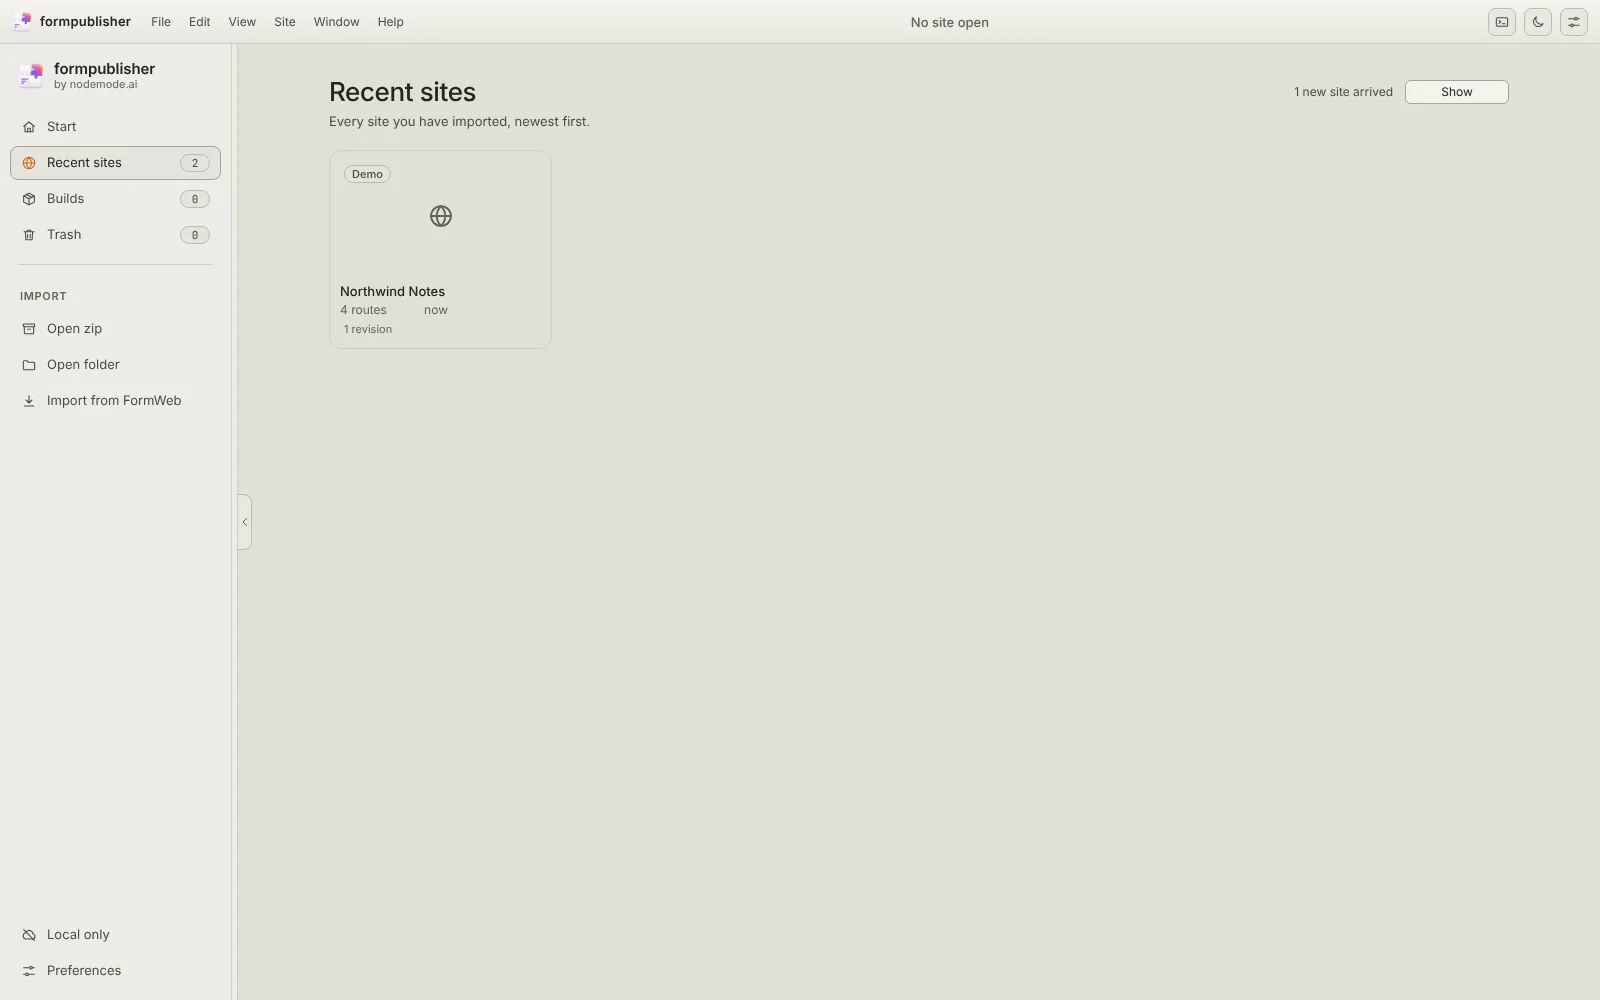 formpublisher File Edit View Site Window Help
No site open
formpublisher
by nodemode.ai
Start
Recent sites 2
Builds 0
Trash 0
IMPORT
Open zip
Open folder
Import from FormWeb
Local only
Preferences
Recent sites
Every site you have imported, newest first.
1 new site arrived Show
Demo
Northwind Notes
4 routes now
1 revision